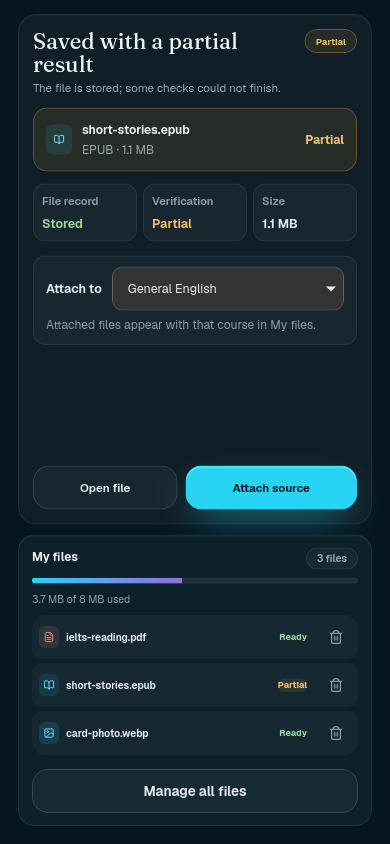 Saved with a partial
result
Partial
The file is stored; some checks could not finish.
short-stories.epub
EPUB · 1.1 MB
Partial
File record
Stored
Verification
Partial
Size
1.1 MB
Attach to
General English
Attached files appear with that course in My files.
Open file
Attach source
My files
3 files
3.7 MB of 8 MB used
ielts-reading.pdf
Ready
short-stories.epub
Partial
card-photo.webp
Ready
Manage all files